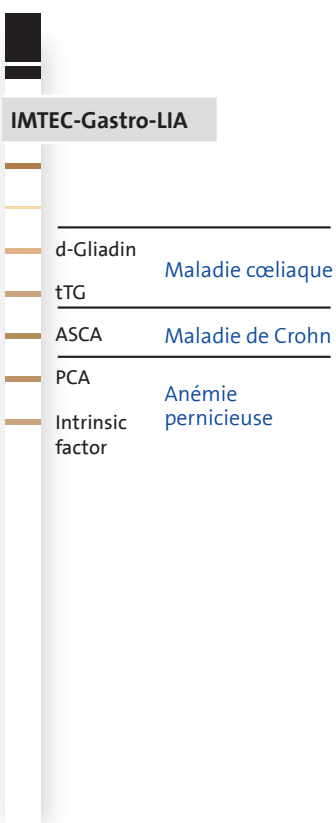 IMTEC-Gastro-LIA
d-Gliadin
Maladie cœliaque
tTG
ASCA
Maladie de Crohn
PCA
Anémie
pernicieuse
Intrinsic
factor